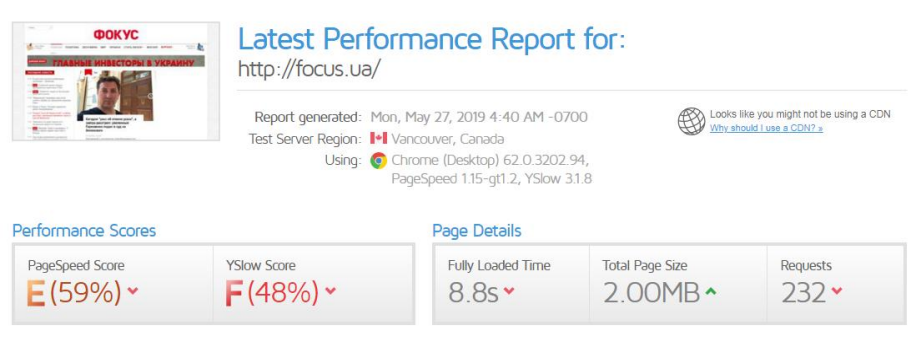 ФОКУС
ГЛАВНЫЕ ИНВЕСТОРЫ В УКРАИНУ
Latest Performance Report for:
http://focus.ua/
Report generated: Mon, May 27, 2019 4:40 AM -0700
Test Server Region: Vancouver, Canada
Using: Chrome (Desktop) 62.0.3202.94,
PageSpeed 1.15-gt1.2, YSlow 3.1.8
Looks like you might not be using a CDN
Why should I use a CDN? »
Performance Scores
Page Details
PageSpeed Score
YSlow Score
Fully Loaded Time
Total Page Size
Requests
E (59%)
F (48%)
8.8s
2.00MB
232